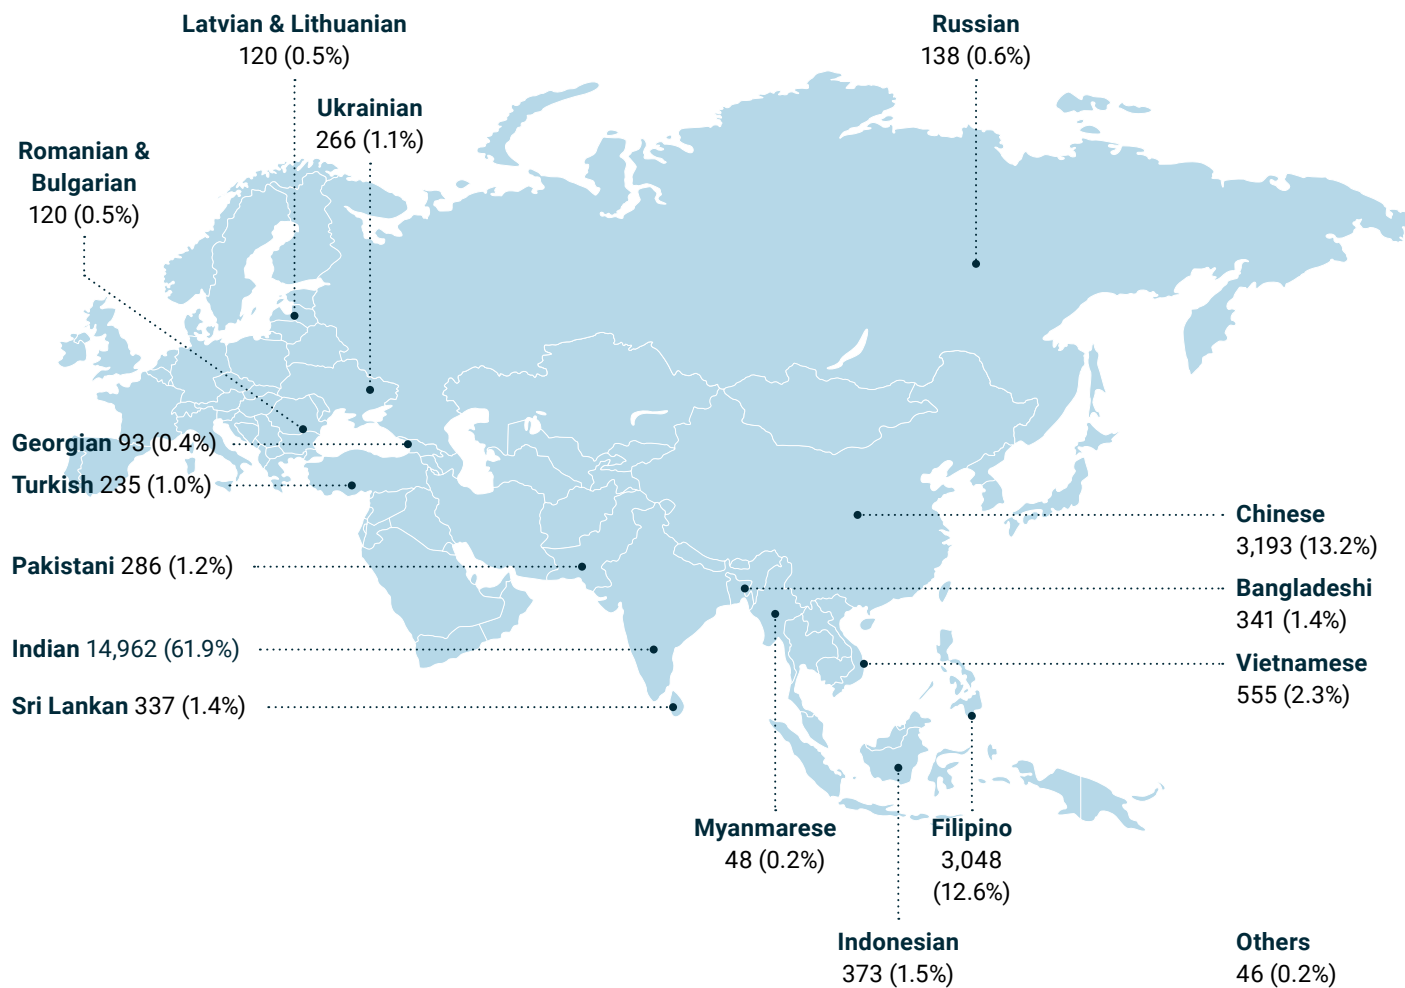 Latvian & Lithuanian
120 (0.5%)
Russian
138 (0.6%)
Ukrainian
266 (1.1%)
Romanian &
Bulgarian
120 (0.5%)
Georgian 93 (0.4%)
Turkish 235 (1.0%)
Pakistani 286 (1.2%)
Indian 14,962 (61.9%)
Sri Lankan 337 (1.4%)
Chinese
3,193 (13.2%)
Bangladeshi
341 (1.4%)
Vietnamese
555 (2.3%)
Myanmarese
48 (0.2%)
Filipino
3,048
(12.6%)
Indonesian
373 (1.5%)
Others
46 (0.2%)